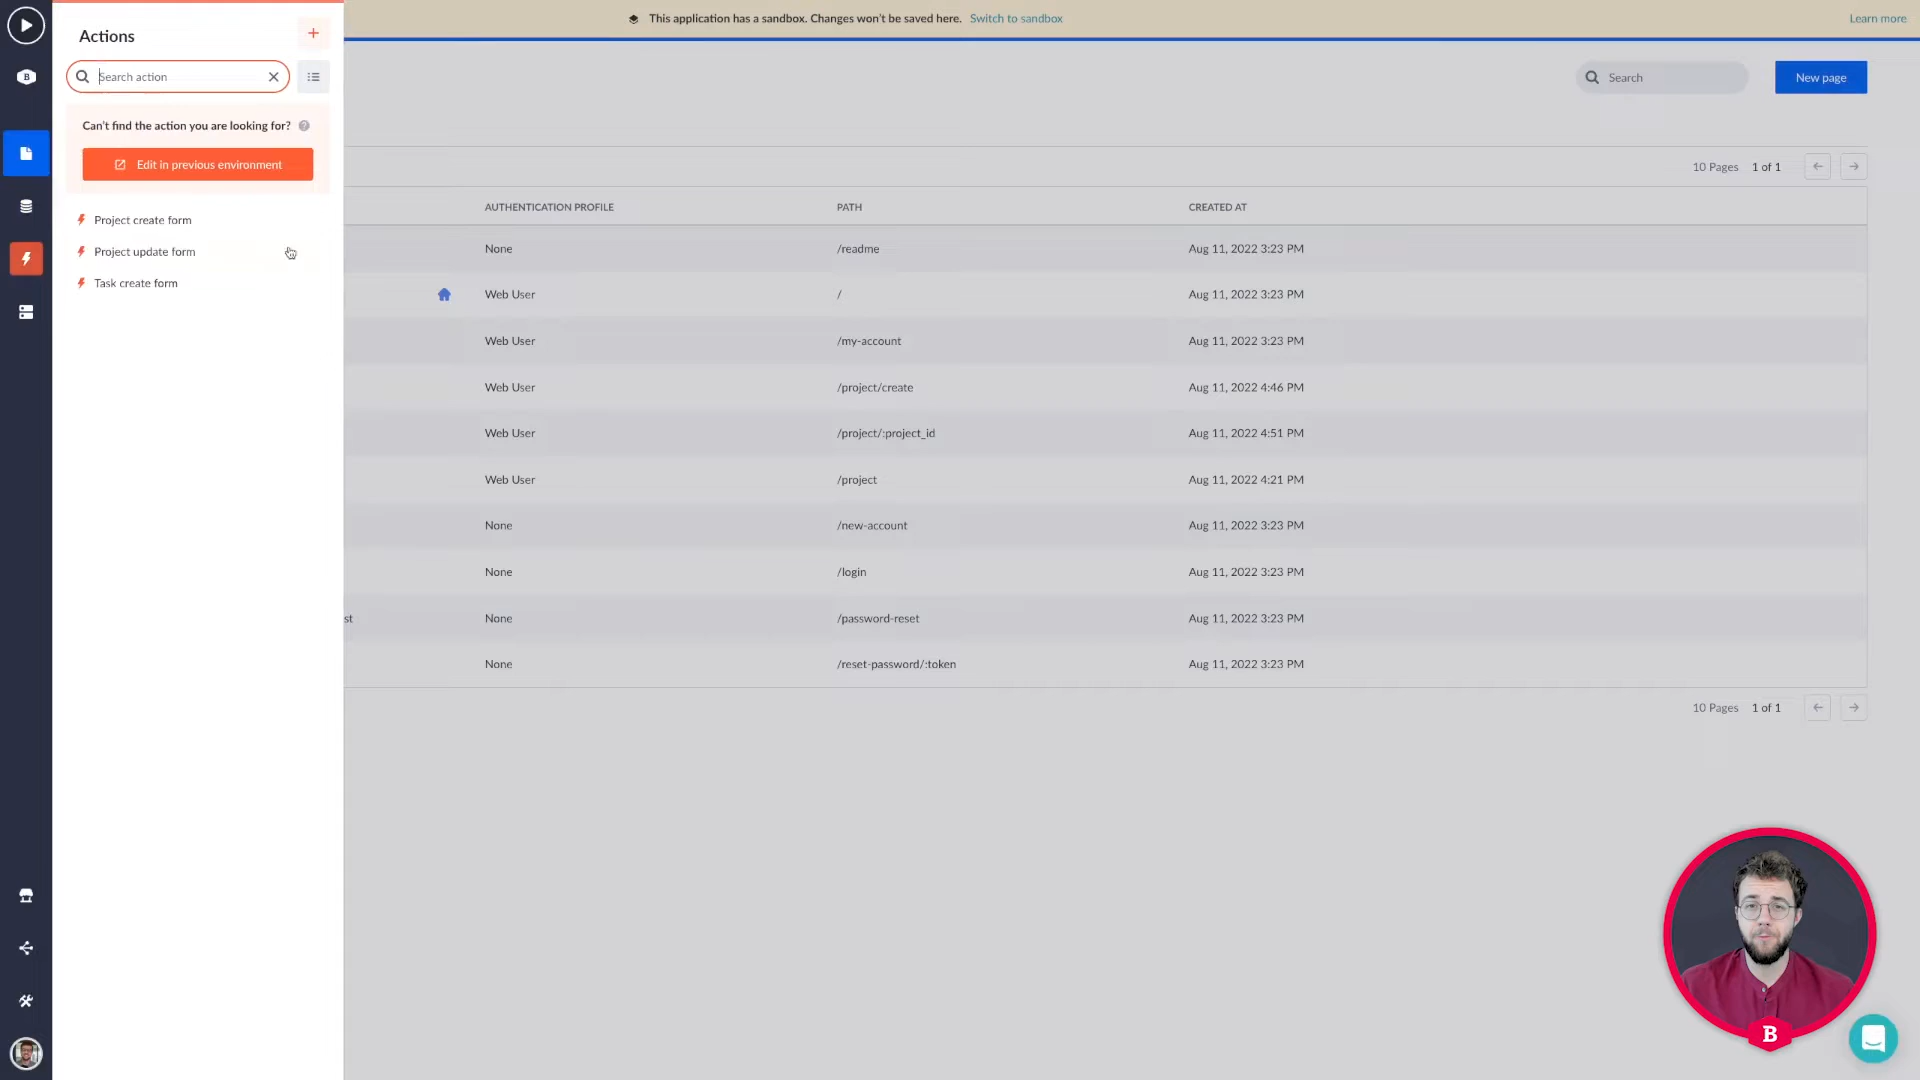 This application has a sandbox. Changes won't be saved here. Switch to sandbox
Learn more
Actions
Search action
Can't find the action you are looking for?
Edit in previous environment
Project create form
Project update form
Task create form
Search
New page
10 Pages 1 of 1
AUTHENTICATION PROFILE PATH CREATED AT
None /readme Aug 11, 2022 3:23 PM
Web User / Aug 11, 2022 3:23 PM
Web User /my-account Aug 11, 2022 3:23 PM
Web User /project/create Aug 11, 2022 4:46 PM
Web User /project/:project_id Aug 11, 2022 4:51 PM
Web User /project Aug 11, 2022 4:21 PM
None /new-account Aug 11, 2022 3:23 PM
None /login Aug 11, 2022 3:23 PM
st None /password-reset Aug 11, 2022 3:23 PM
None /reset-password/:token Aug 11, 2022 3:23 PM
10 Pages 1 of 1
B
B